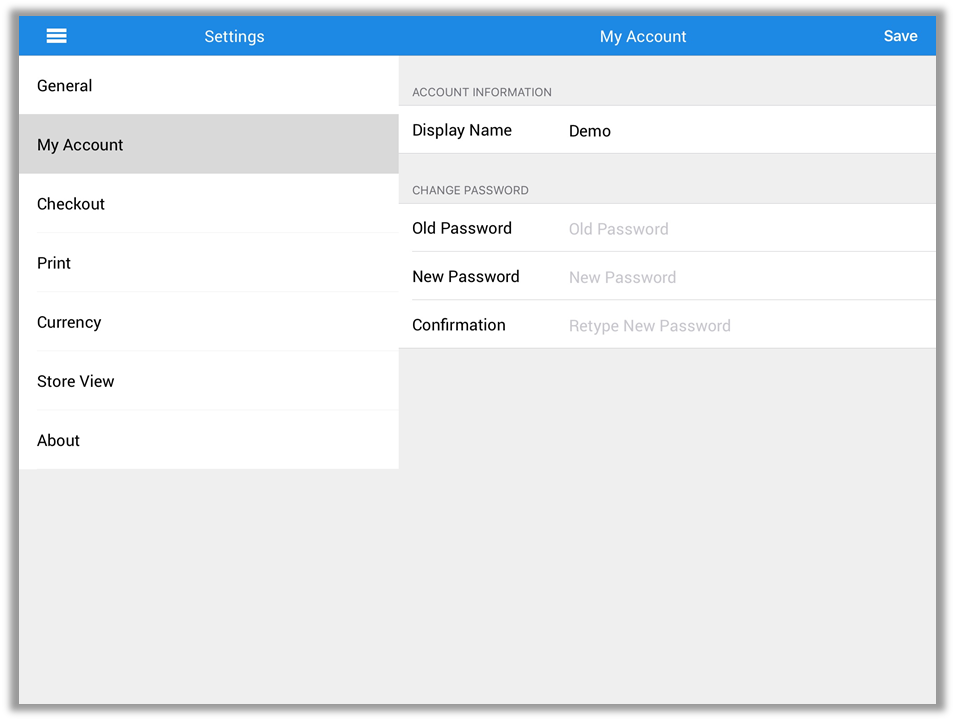 Settings
My Account
Save
General
My Account
Checkout
Print
Currency
Store View
About
ACCOUNT INFORMATION
Display Name Demo
CHANGE PASSWORD
Old Password Old Password
New Password New Password
Confirmation Retype New Password